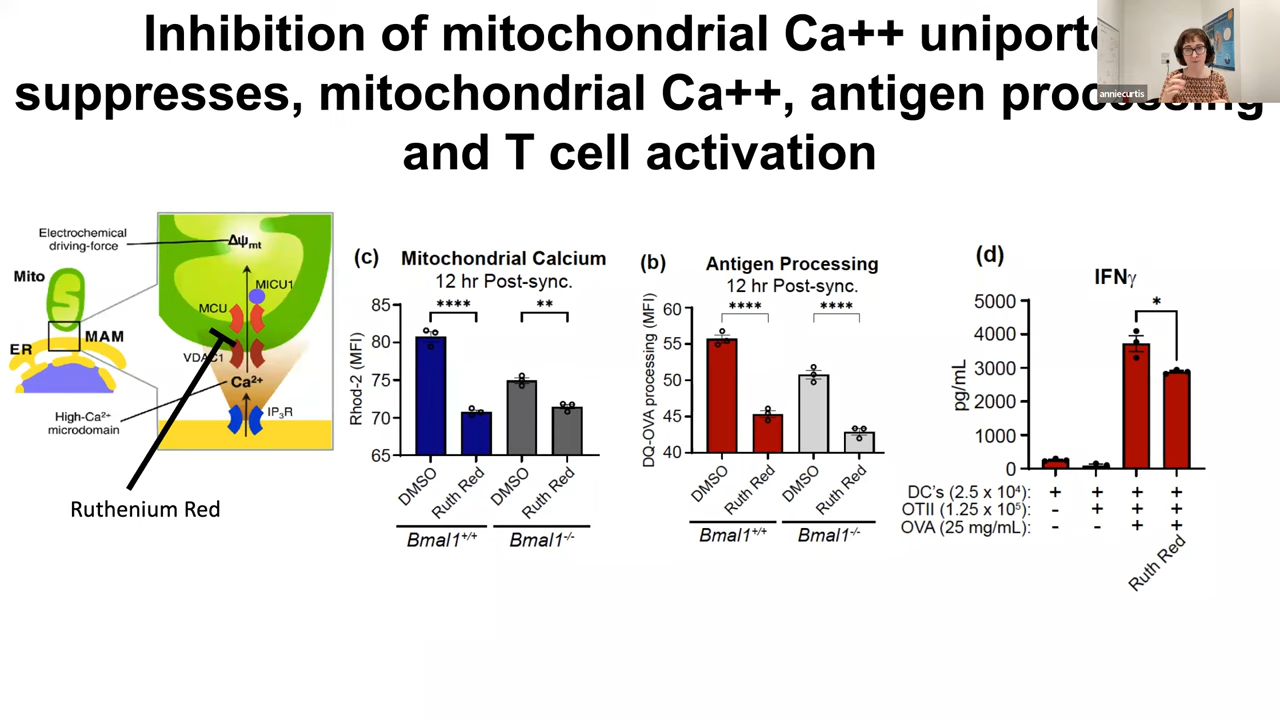 Inhibition of mitochondrial Ca++
suppresses, mitochondrial Ca++, antigen processing
and T cell activation
anniecurtis
Electrochemical
driving-force
Δψmt
Mito
MICU1
MCU
MAM
ER
VDAC1
Ca²⁺
High-Ca²⁺
microdomain
IP₃R
Ruthenium Red
(c) Mitochondrial Calcium
12 hr Post-sync.
**** **
Rhod-2 (MFI)
85
80
75
70
65
DMSO Ruth Red DMSO Ruth Red
Bmal1+/+ Bmal1-/-
(b) Antigen Processing
12 hr Post-sync.
**** ****
DQ-OVA processing (MFI)
60
55
50
45
40
DMSO Ruth Red DMSO Ruth Red
Bmal1+/+ Bmal1-/-
(d)
IFNγ
*
pg/mL
5000
4000
3000
2000
1000
0
DC's (2.5 x 10⁴): + + + +
OTII (1.25 x 10⁵): - + + +
OVA (25 mg/mL): - - + +
Ruth Red